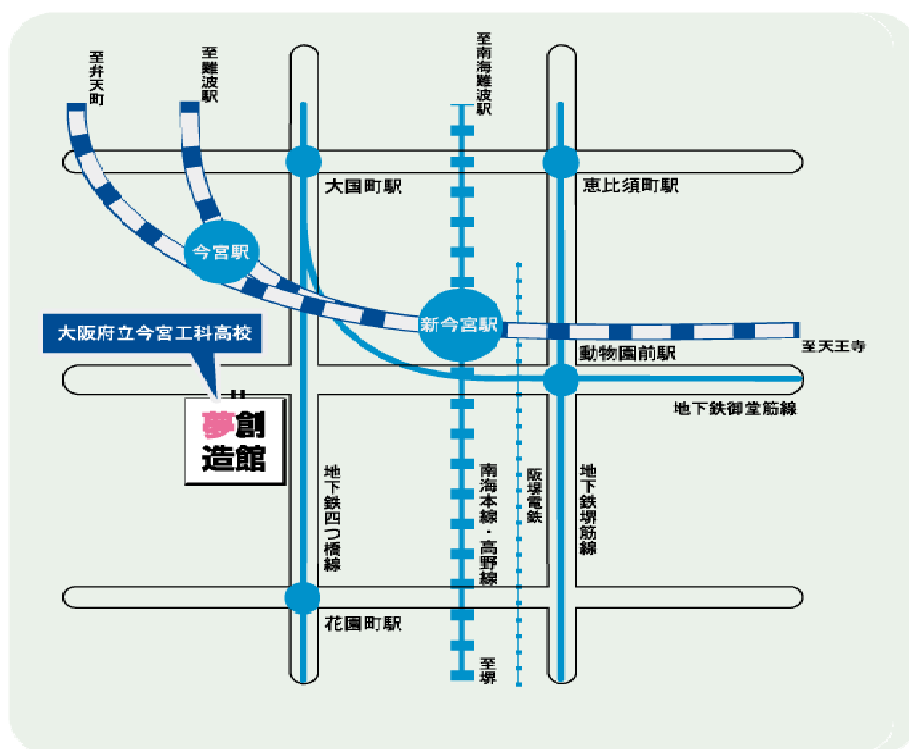 至弁天町
至難波駅
至南海難波駅
大国町駅
恵比須町駅
今宮駅
新今宮駅
大阪府立今宮工科高校
動物園前駅
至天王寺
地下鉄御堂筋線
夢創
造館
地下鉄四つ橋線
南海本線・高野線
阪堺電鉄
地下鉄堺筋線
花園町駅
至堺